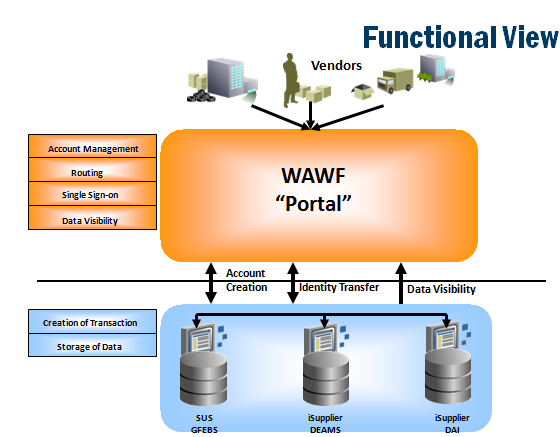 Functional View
Vendors
Account Management
Routing
Single Sign-on
Data Visibility
WAWF
“Portal”
Account
Creation
Identity Transfer
Data Visibility
Creation of Transaction
Storage of Data
SUS
GFEBS
iSupplier
DEAMS
iSupplier
DAI